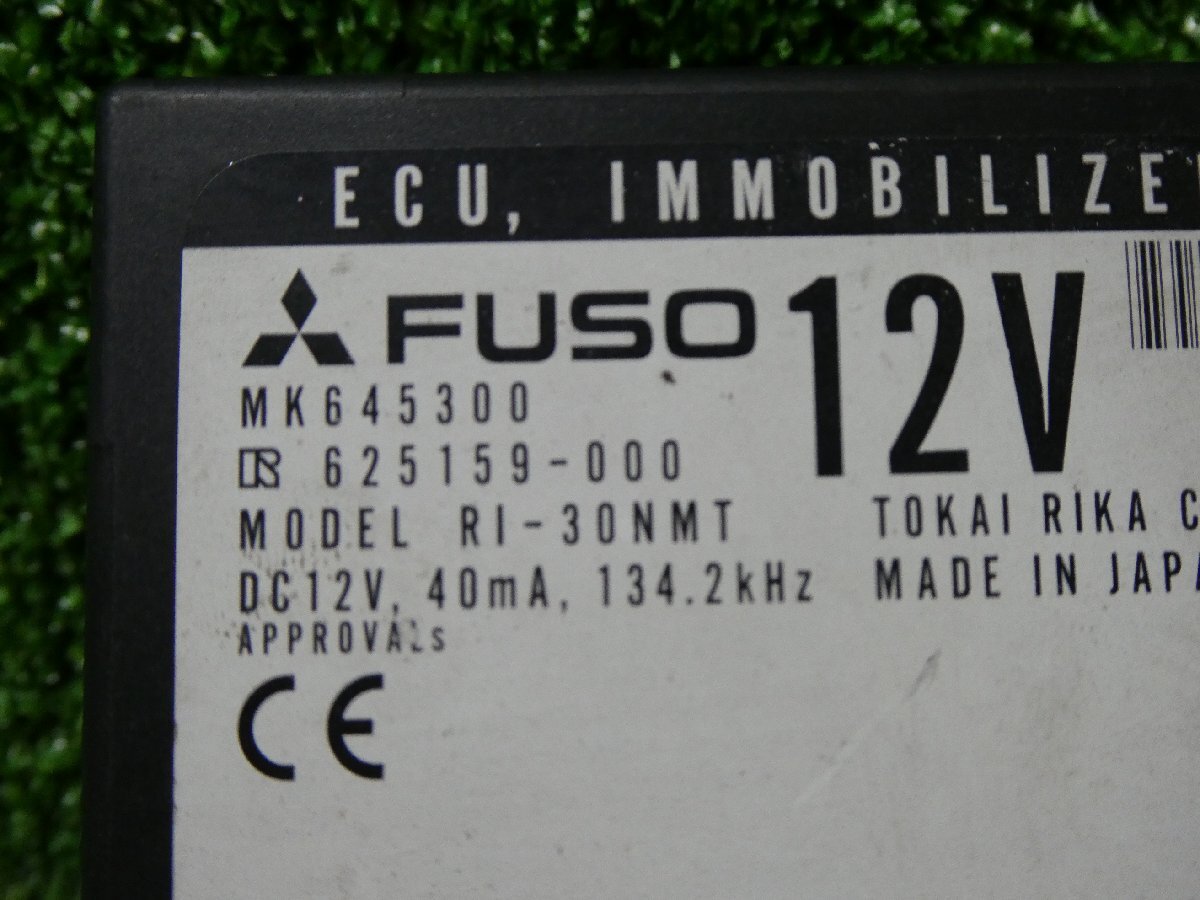 ECU, IMMOBILIZE
FUSO 12V
MK645300
625159-000
MODEL RI-30NMT
TOKAI RIKA C
DC12V, 40mA, 134.2kHz
MADE IN JAPA
APPROVALs
CE